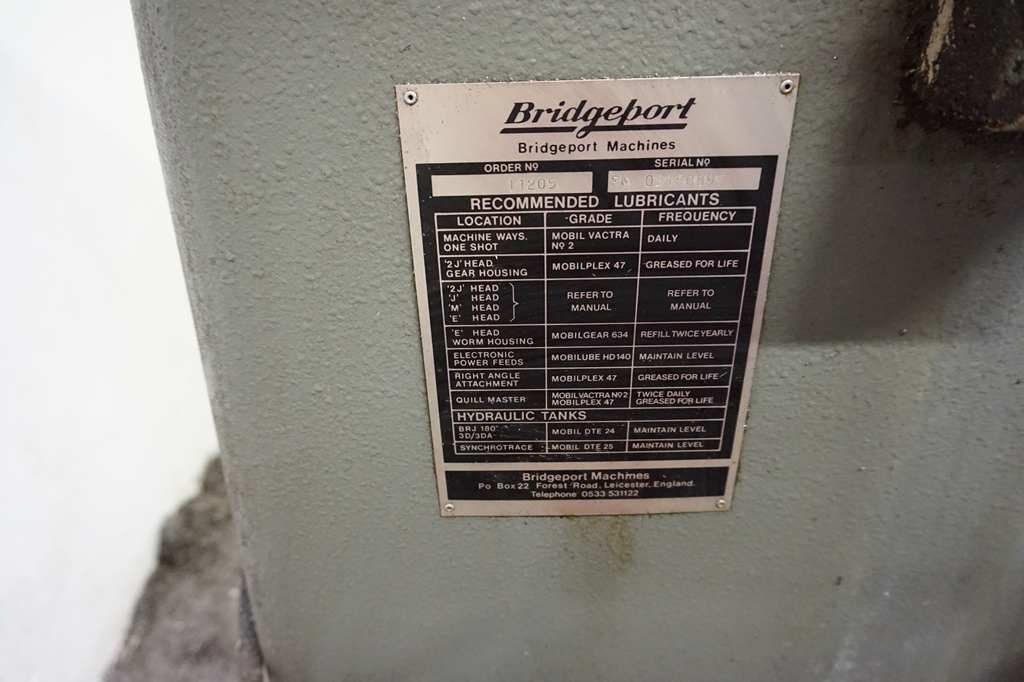 Bridgeport
Bridgeport Machines
ORDER Nº SERIAL Nº
11205
RECOMMENDED LUBRICANTS
LOCATION GRADE FREQUENCY
MACHINE WAYS. ONE SHOT MOBIL VACTRA Nº 2 DAILY
'2J' HEAD. GEAR HOUSING MOBILPLEX 47 GREASED FOR LIFE
'2J' HEAD
'J' HEAD
'M' HEAD
'E' HEAD
REFER TO MANUAL REFER TO MANUAL
'E' HEAD WORM HOUSING MOBILGEAR 634 REFILL TWICE YEARLY
ELECTRONIC POWER FEEDS MOBILUBE HD140 MAINTAIN LEVEL
RIGHT ANGLE ATTACHMENT MOBILPLEX 47 GREASED FOR LIFE
QUILL MASTER MOBILVACTRA Nº2 MOBILPLEX 47 TWICE DAILY GREASED FOR LIFE
HYDRAULIC TANKS
BRJ 180° 3D/3DA MOBIL DTE 24 MAINTAIN LEVEL
SYNCHROTRACE MOBIL DTE 25 MAINTAIN LEVEL
Bridgeport Machines
Po Box 22 Forest Road, Leicester, England.
Telephone 0533 531122